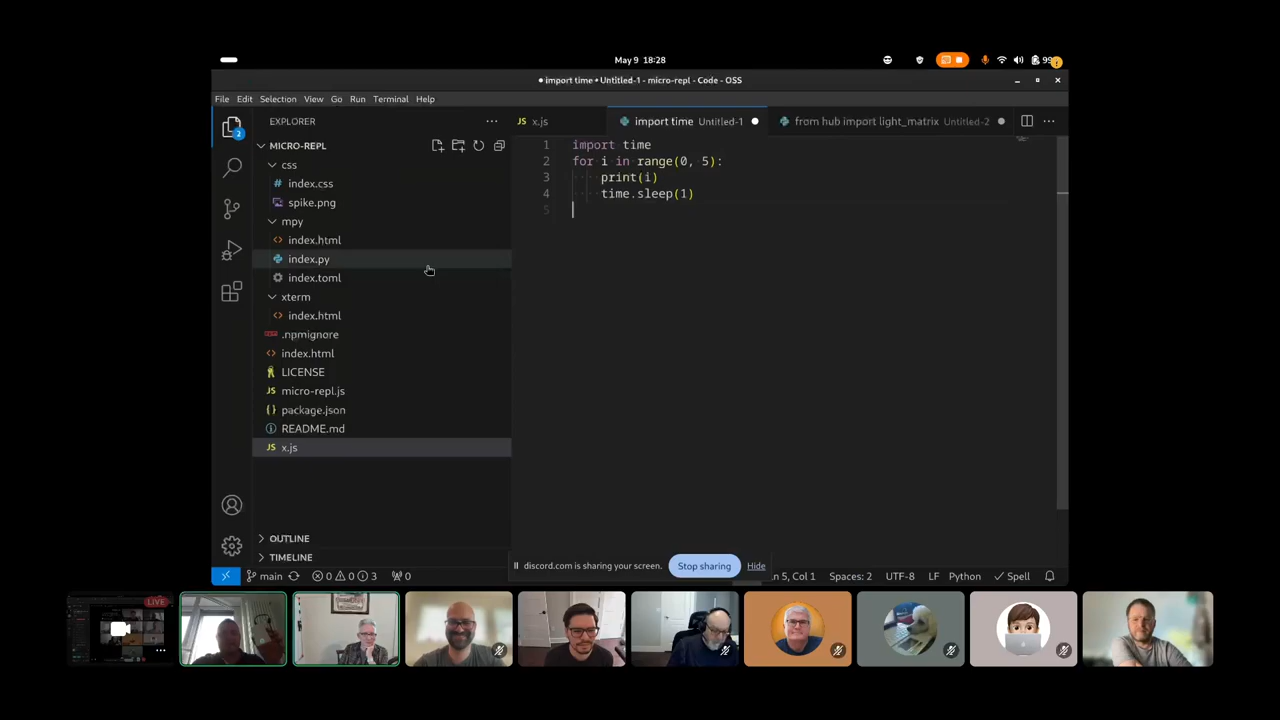 May 9 18:28
99
import time • Untitled-1 - micro-repl - Code - OSS
File Edit Selection View Go Run Terminal Help
EXPLORER
x.js
import time Untitled-1
from hub import light_matrix Untitled-2
MICRO-REPL
css
index.css
spike.png
mpy
index.html
index.py
index.toml
xterm
index.html
.npmignore
index.html
LICENSE
micro-repl.js
package.json
README.md
x.js
OUTLINE
TIMELINE
2
1 import time
2 for i in range(0, 5):
3 print(i)
4 time.sleep(1)
5
discord.com is sharing your screen. Stop sharing Hide
main 0 0 3 0
n 5, Col 1 Spaces: 2 UTF-8 LF Python Spell
LIVE